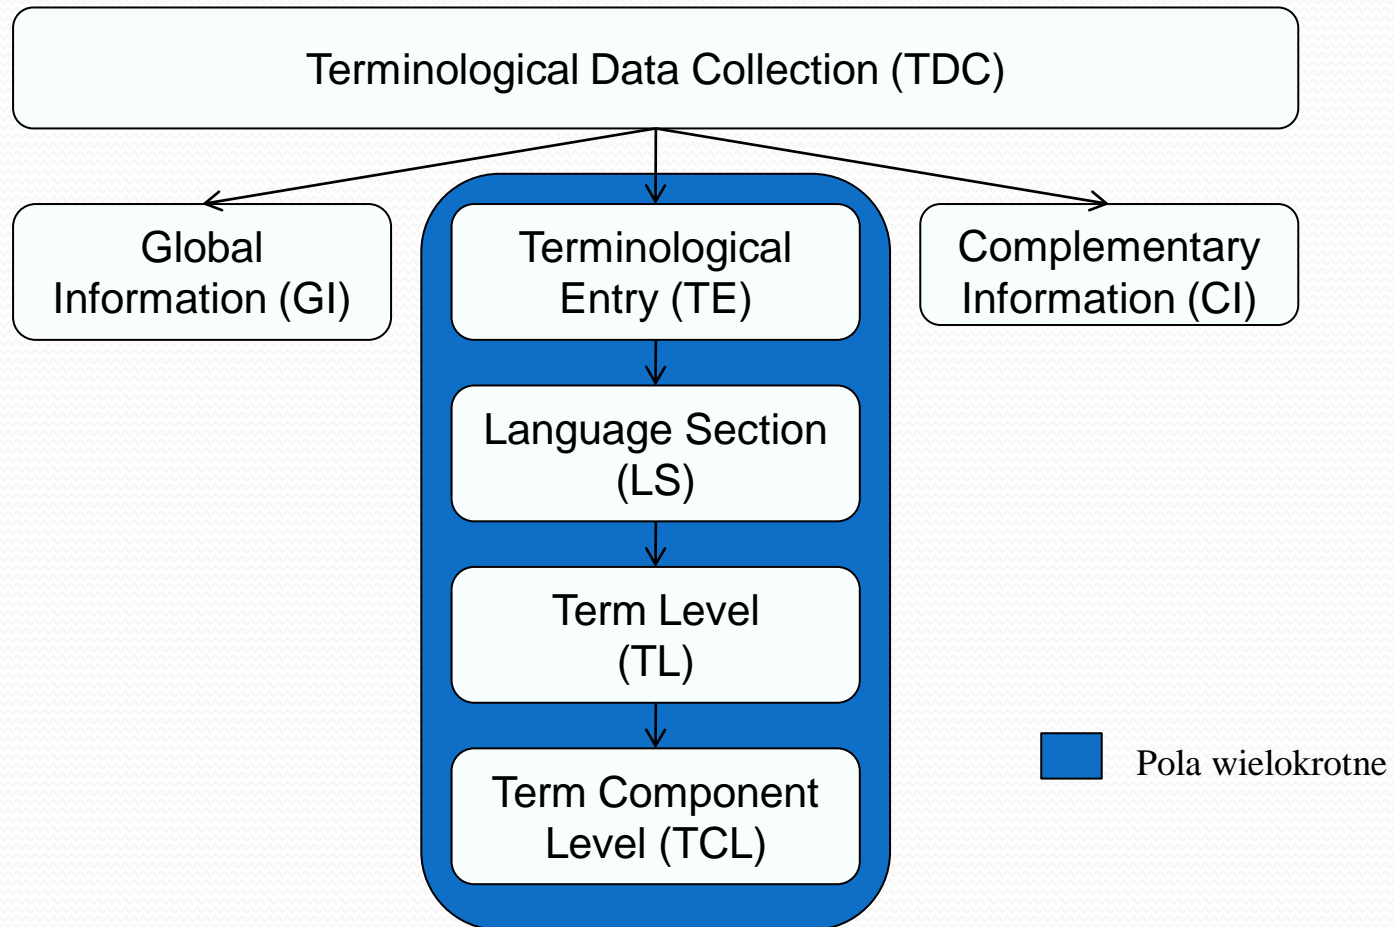 Terminological Data Collection (TDC)
Global
Information (GI)
Terminological
Entry (TE)
Complementary
Information (CI)
Language Section
(LS)
Term Level
(TL)
Term Component
Level (TCL)
Pola wielokrotne